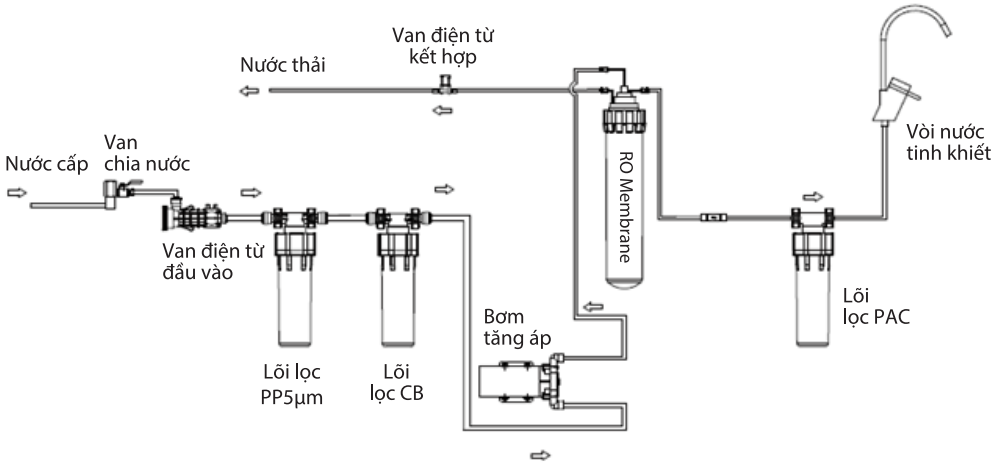 Van điện từ
kết hợp
Nước thải
Vòi nước
tinh khiết
Van
chia nước
Nước cấp
RO Membrane
Van điện từ
đầu vào
Lõi
lọc PAC
Bơm
tăng áp
Lõi lọc
PP5µm
Lõi
lọc CB